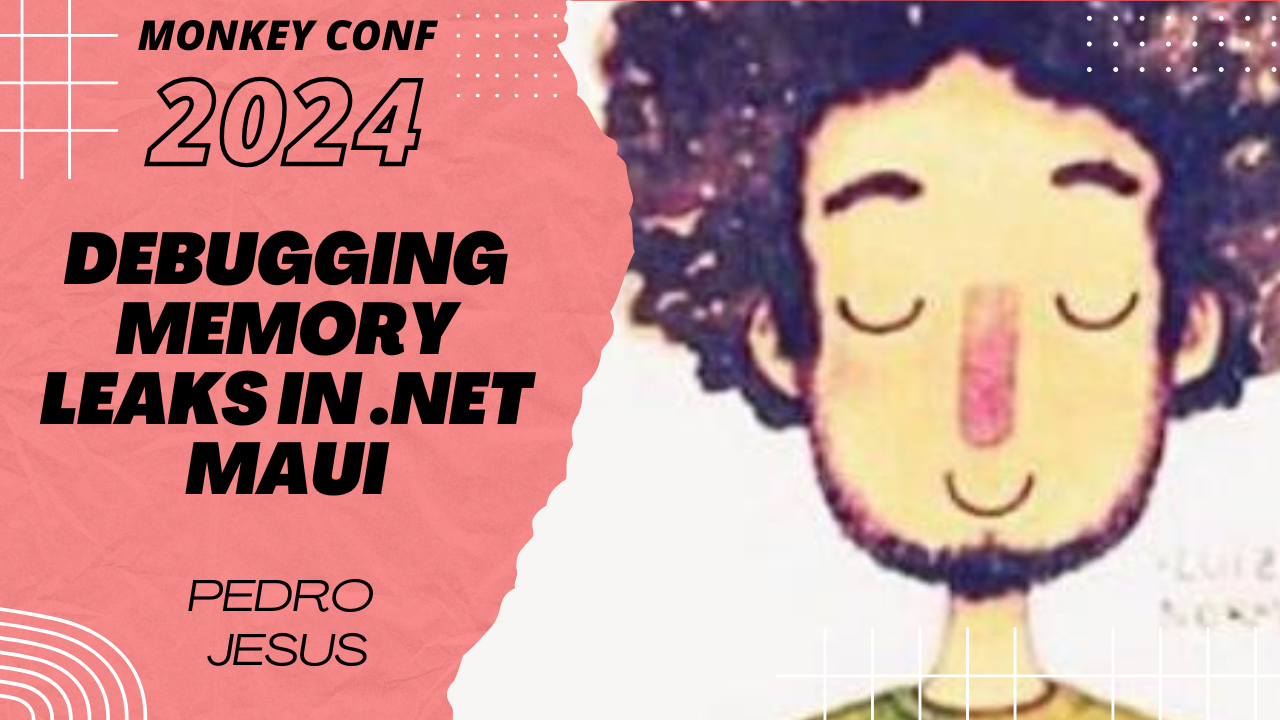 MONKEY CONF
2024
DEBUGGING
MEMORY
LEAKS IN .NET
MAUI
PEDRO
JESUS